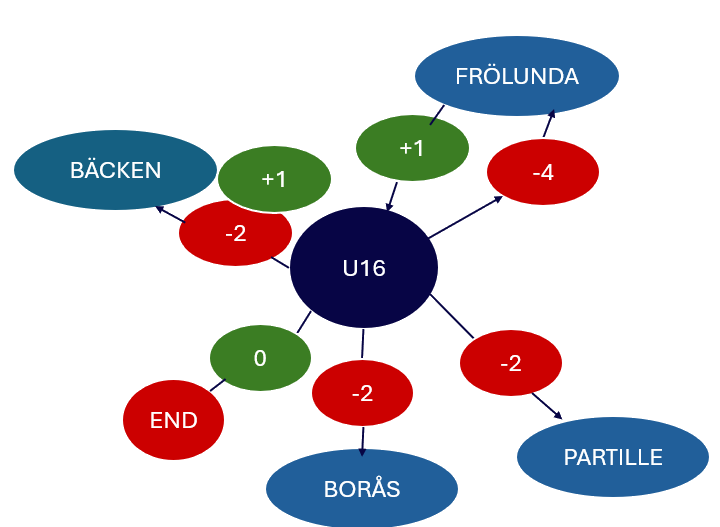 FRÖLUNDA
+1
-4
BÄCKEN
+1
-2
U16
0
-2
-2
END
PARTILLE
BORÅS